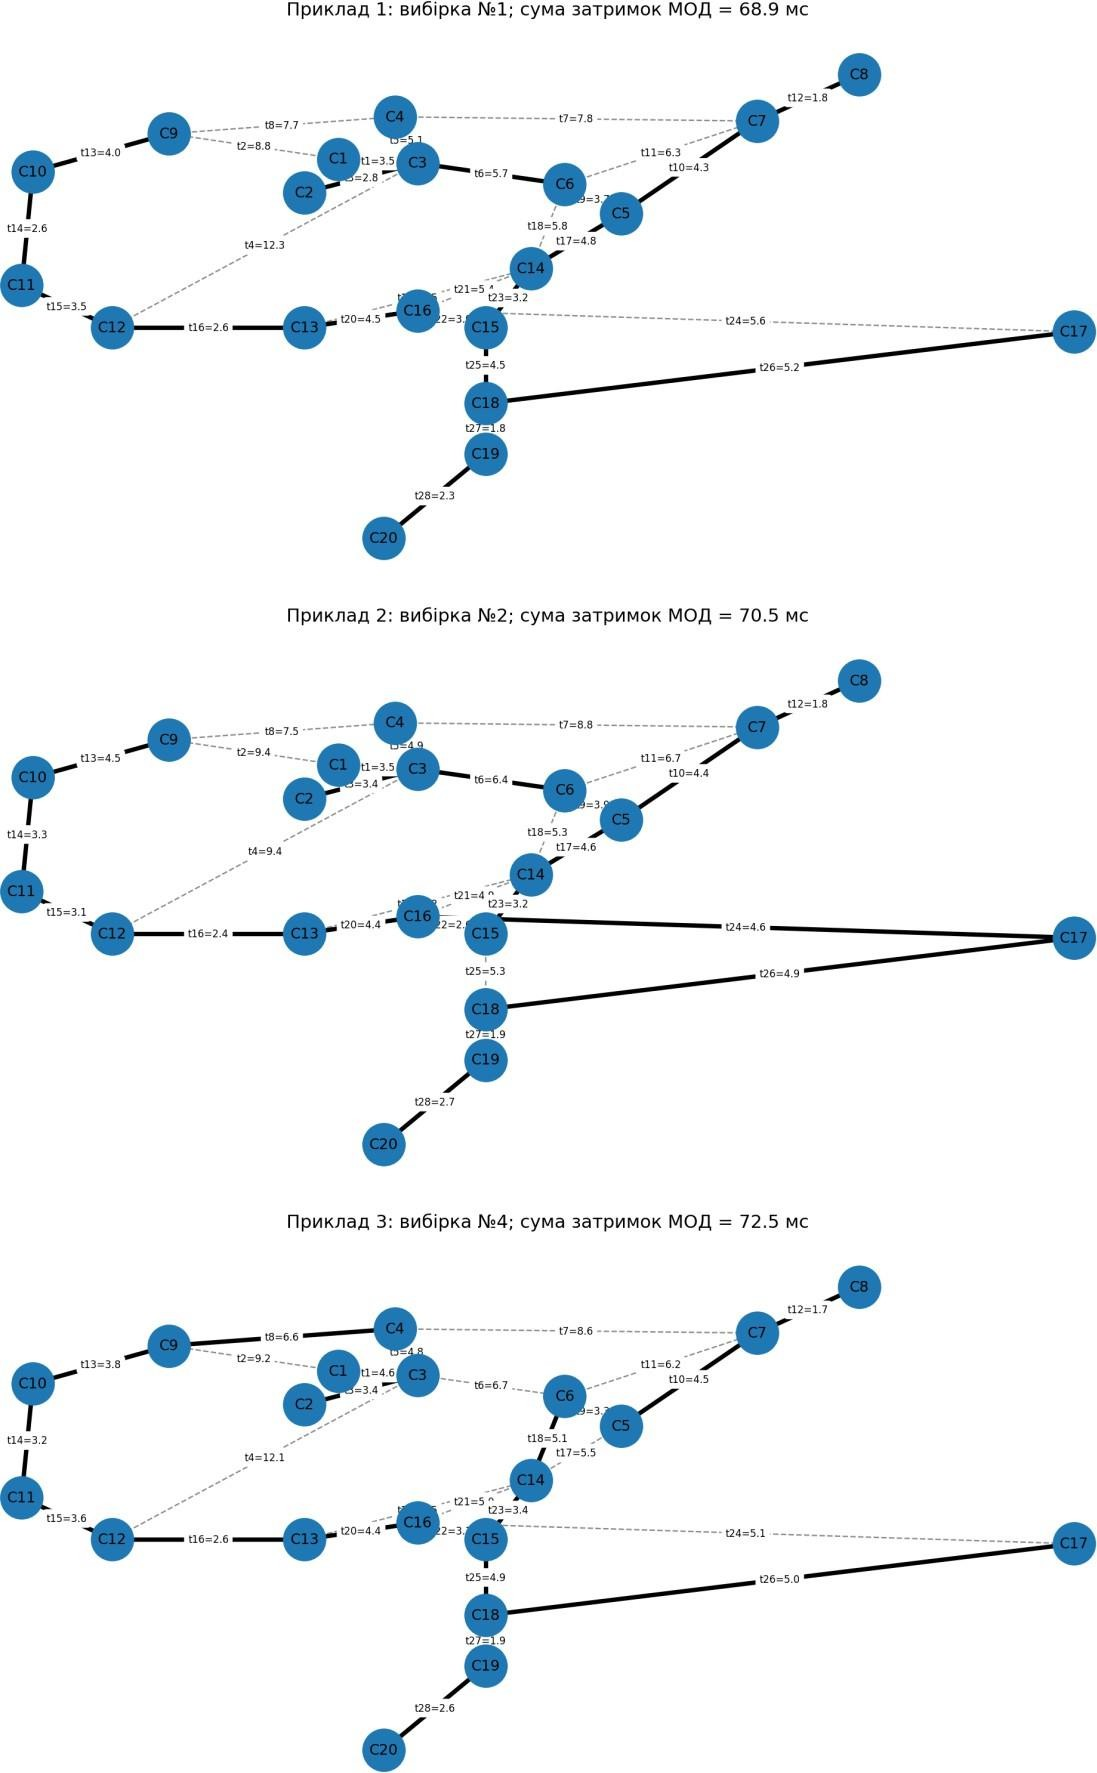 Приклад 1: вибірка №1; сума затримок МОД = 68.9 мс
C8
t12=1.8
C4
C7
t8=7.7
t7=7.8
C9
t2=8.8
C1
t1=3.5
C3
t11=6.3
t13=4.0
C10
C2
t6=5.7
C6
t10=4.3
C5
t14=2.6
t18=5.8
t4=12.3
t17=4.8
C14
C11
t15=3.5
t23=3.2
C16
C12
t16=2.6
C13
t20=4.5
C15
t24=5.6
C17
t25=4.5
t26=5.2
C18
t27=1.8
C19
t28=2.3
C20
Приклад 2: вибірка №2; сума затримок МОД = 70.5 мс
C8
t12=1.8
C4
C7
t8=7.5
t7=8.8
C9
t2=9.4
C1
t1=3.5
C3
t11=6.7
t13=4.5
C10
C2
t6=6.4
C6
t10=4.4
C5
t14=3.3
t18=5.3
t4=9.4
t17=4.6
C14
C11
t15=3.1
t23=3.2
C16
C12
t16=2.4
C13
t20=4.4
C15
t24=4.6
C17
t25=5.3
t26=4.9
C18
t27=1.9
C19
t28=2.7
C20
Приклад 3: вибірка №4; сума затримок МОД = 72.5 мс
C8
t12=1.7
C4
C7
t8=6.6
t7=8.6
C9
t2=9.2
C1
t1=4.6
C3
t11=6.2
t13=3.8
C10
C2
t6=6.7
C6
t10=4.5
C5
t14=3.2
t18=5.1
t4=12.1
t17=5.5
C14
C11
t15=3.6
t23=3.4
C16
C12
t16=2.6
C13
t20=4.4
C15
t24=5.1
C17
t25=4.9
t26=5.0
C18
t27=1.9
C19
t28=2.6
C20